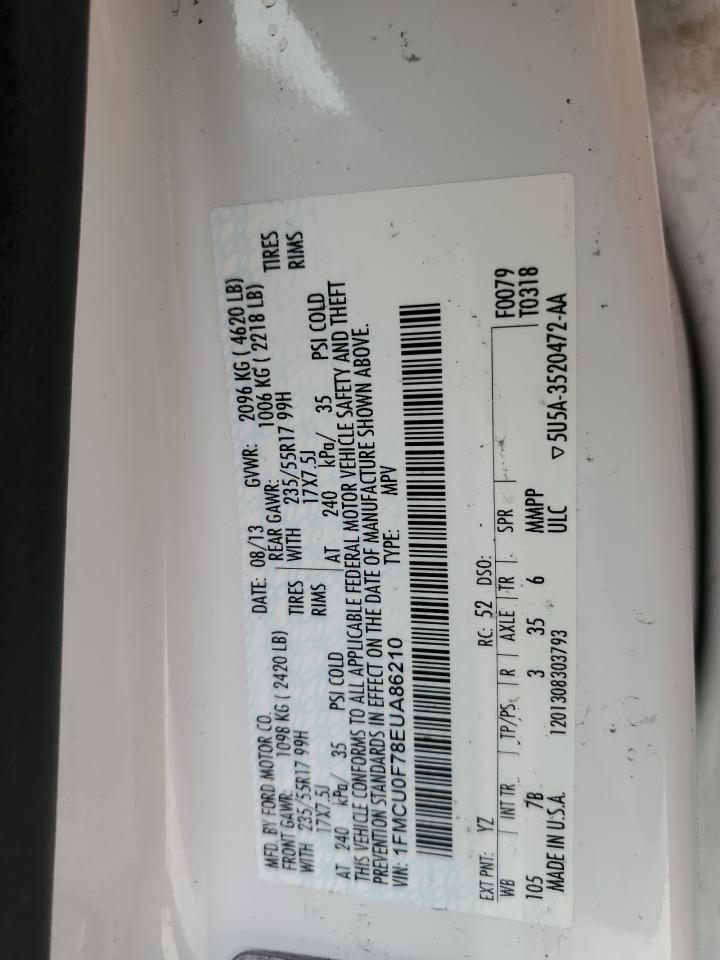 MFD. BY FORD MOTOR CO. DATE: 08/13 GVWR: 2096 KG ( 4620 LB)
FRONT GAWR: 1098 KG ( 2420 LB) REAR GAWR: 1006 KG ( 2218 LB)
WITH 235/55R17 99H TIRES WITH 235/55R17 99H TIRES
17X7.5J RIMS 17X7.5J RIMS
AT 240 kPa/ 35 PSI COLD AT 240 kPa/ 35 PSI COLD
THIS VEHICLE CONFORMS TO ALL APPLICABLE FEDERAL MOTOR VEHICLE SAFETY AND THEFT
PREVENTION STANDARDS IN EFFECT ON THE DATE OF MANUFACTURE SHOWN ABOVE.
VIN: 1FMCU0F78EUA86210 TYPE: MPV
EXT PNT: YZ RC: 52 DSO: F0079
WB INT TR TP/PS R AXLE TR SPR T0318
105 7B 3 35 6 MMPP
MADE IN U.S.A. 1201308303793 ULC ▽5U5A-3520472-AA